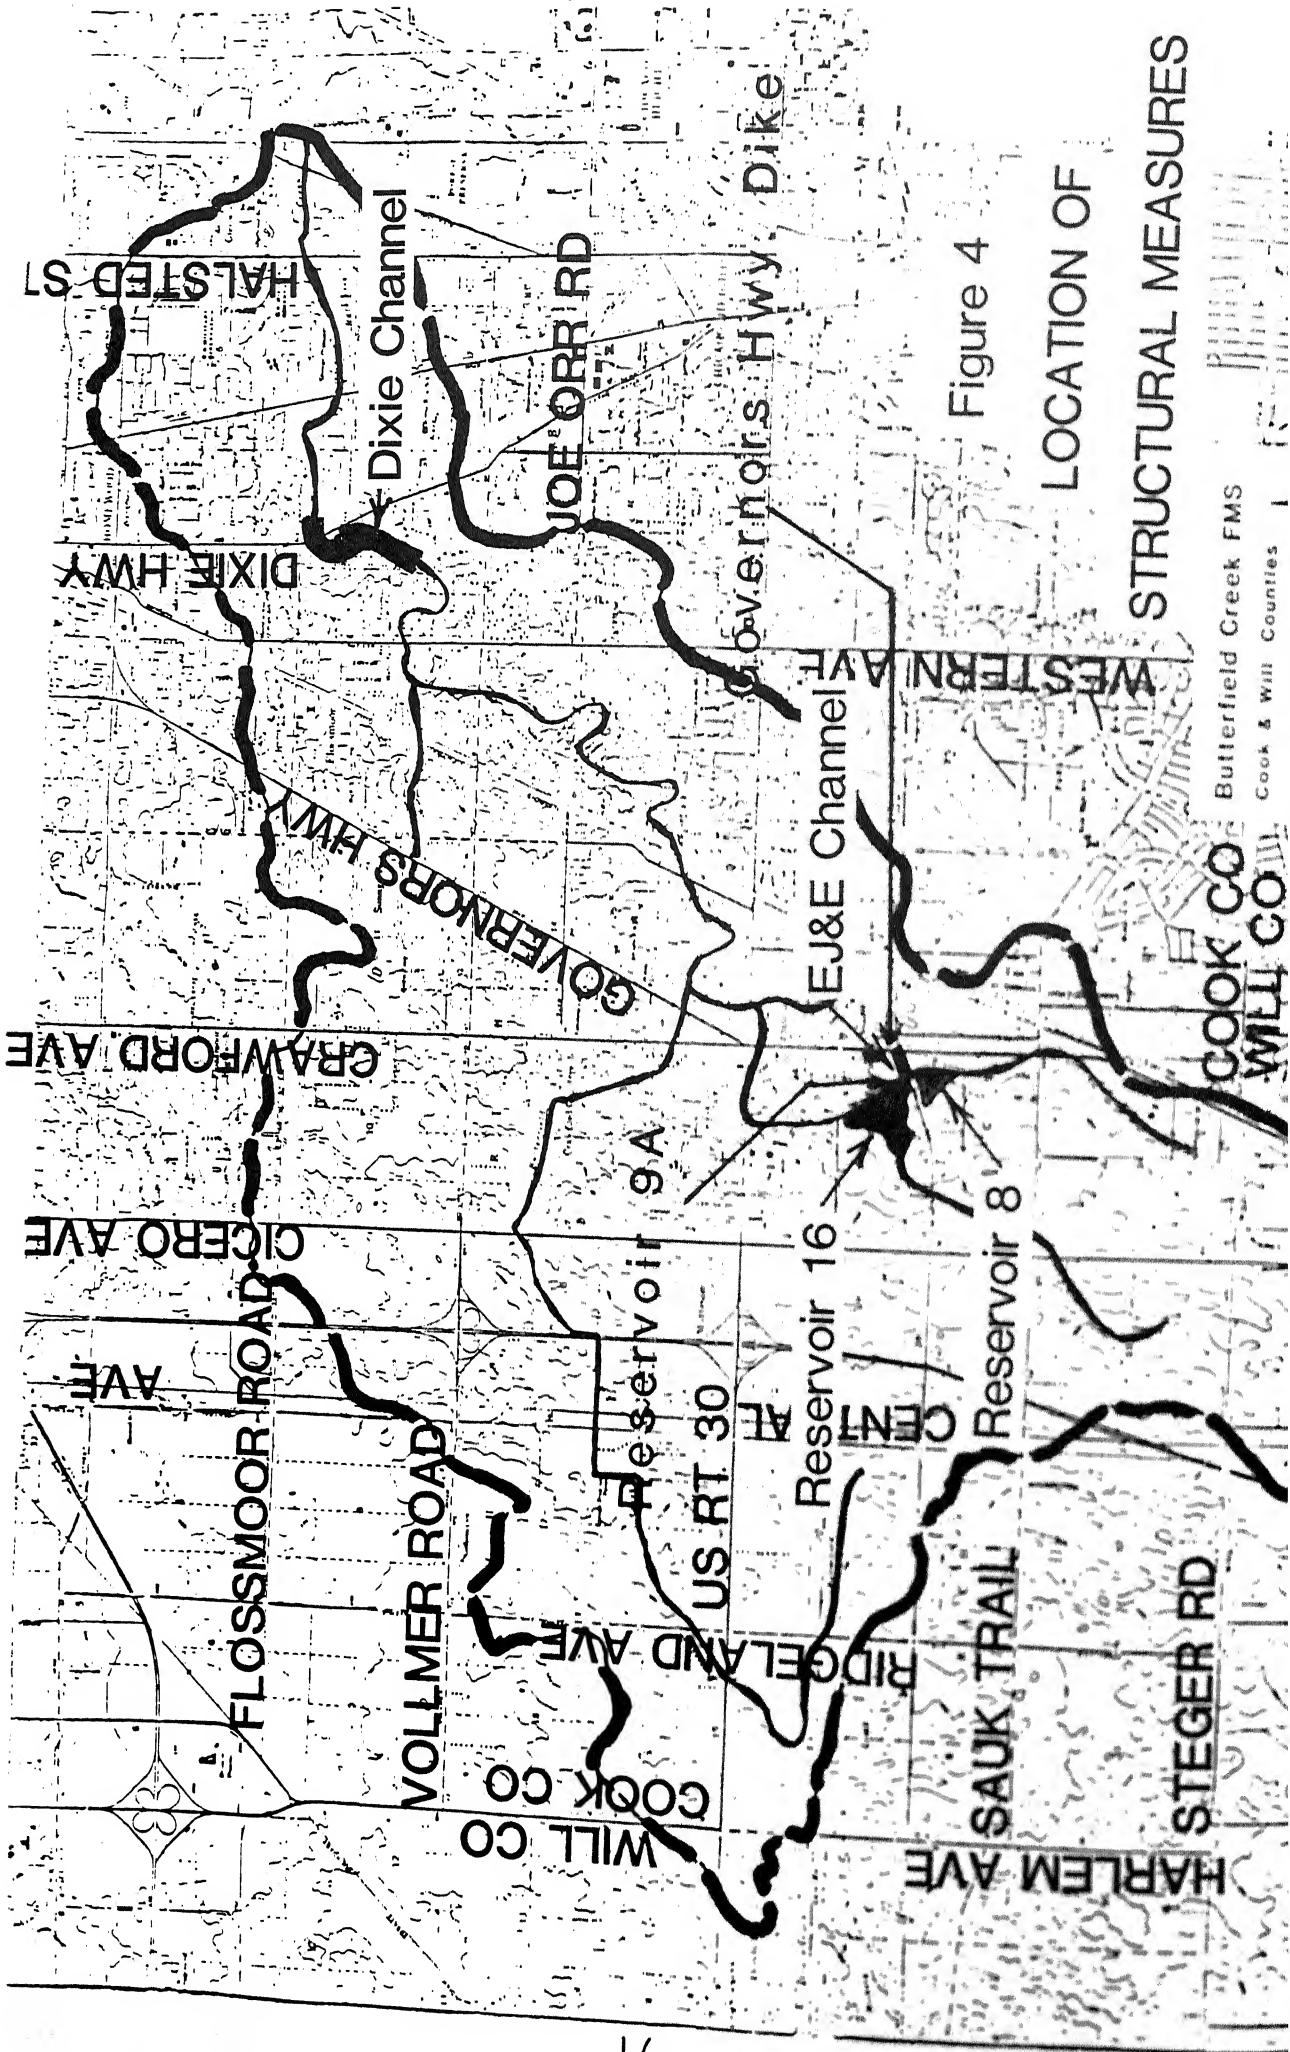 HALSTED ST
Dixie Channel
JOE ORR RD
DIXIE HWY
Governors Hwy. Dike
Figure 4
LOCATION OF
STRUCTURAL MEASURES
Butterfield Creek FMS
Cook & Will Counties
WESTERN AVE
EJ&E Channel
GOVERNORS HWY
CRAWFORD AVE
COOK CO
WILL CO
CICERO AVE
Reservoir 9A
Reservoir 16
Reservoir 8
AVE
CENT AL
FLOSSMOOR ROAD
VOLLMER ROAD
US RT 30
RIDGELAND AVE
SAUK TRAIL
STEGER RD
COOK CO
WILL CO
HARLEM AVE
17